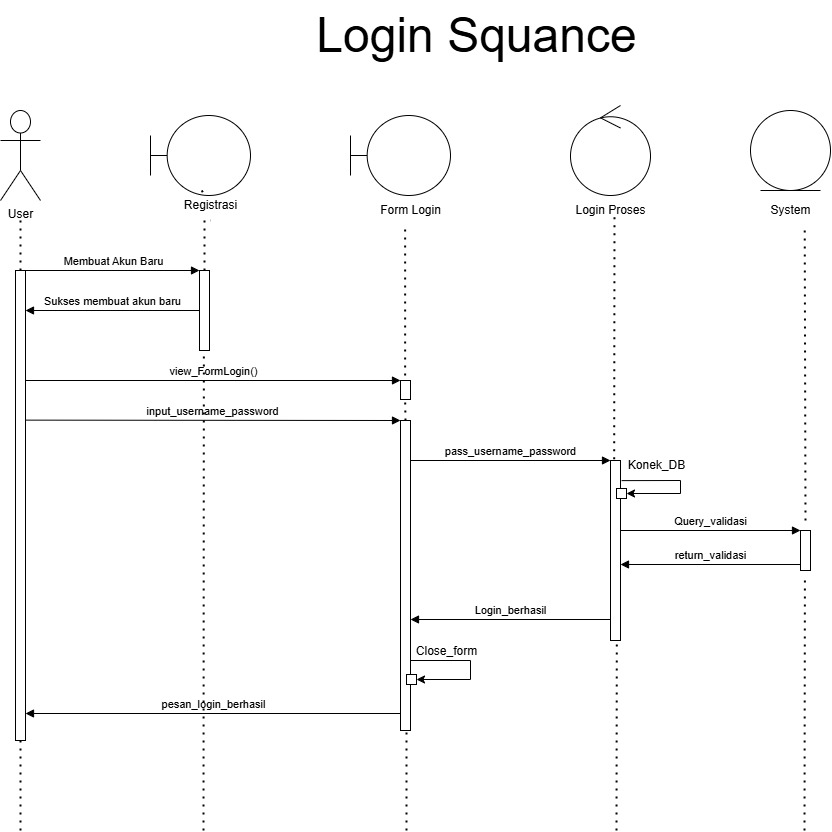 Login Squance
User
Registrasi
Form Login
Login Proses
System
Membuat Akun Baru
Sukses membuat akun baru
view_FormLogin()
input_username_password
pass_username_password
Konek_DB
Query_validasi
return_validasi
Login_berhasil
Close_form
pesan_login_berhasil